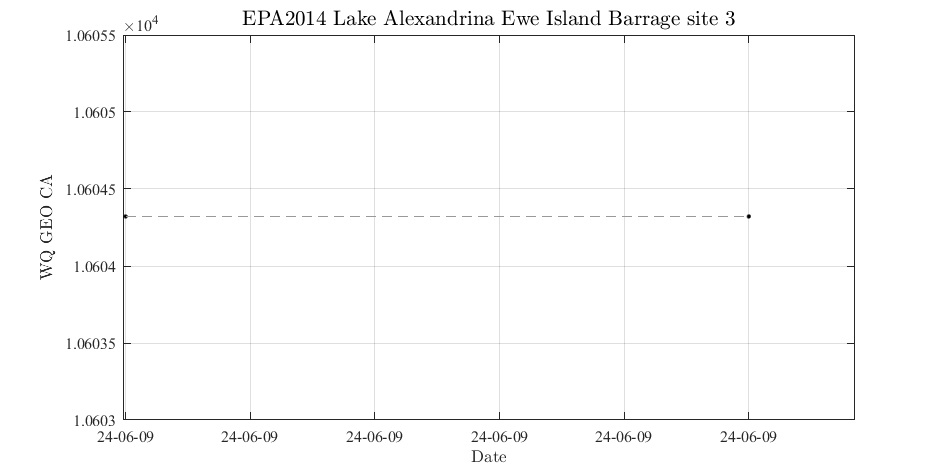 EPA2014 Lake Alexandrina Ewe Island Barrage site 3
×10⁴
1.06055
1.0605
1.06045
1.0604
1.06035
1.0603
WQ GEO CA
24-06-09 24-06-09 24-06-09 24-06-09 24-06-09 24-06-09
Date